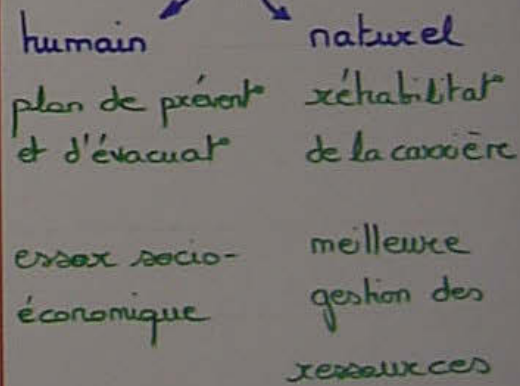 humain
plan de prévent°
et d'évacuat°
essor socio-
économique
naturel
réhabilitat°
de la carrière
meilleure
gestion des
ressources